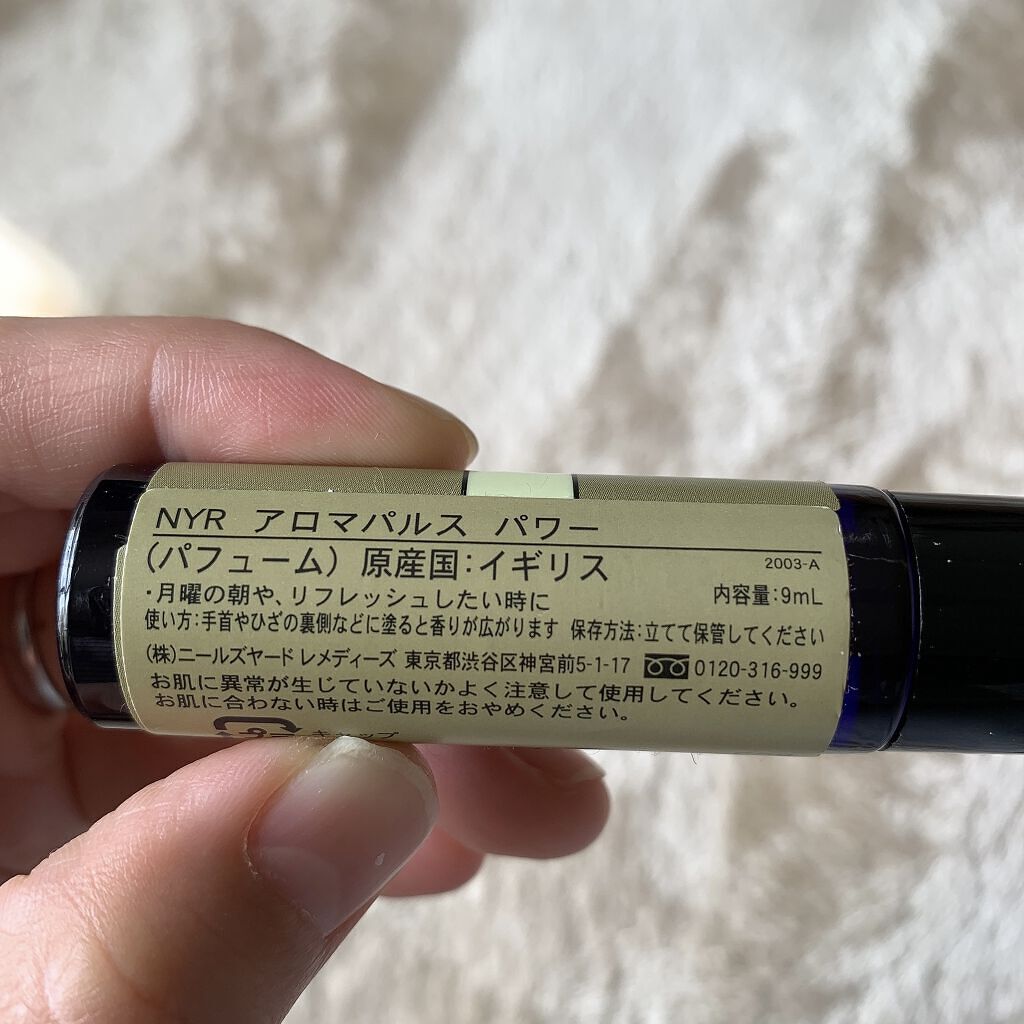 NYR アロマパルス パワー
(パフューム) 原産国:イギリス 2003-A
・月曜の朝や、リフレッシュしたい時に 内容量:9mL
使い方:手首やひざの裏側などに塗ると香りが広がります 保存方法:立てて保管してください
(株)ニールズヤード レメディーズ 東京都渋谷区神宮前5-1-17 0120-316-999
お肌に異常が生じていないかよく注意して使用してください。
お肌に合わない時はご使用をおやめください。
キャップ